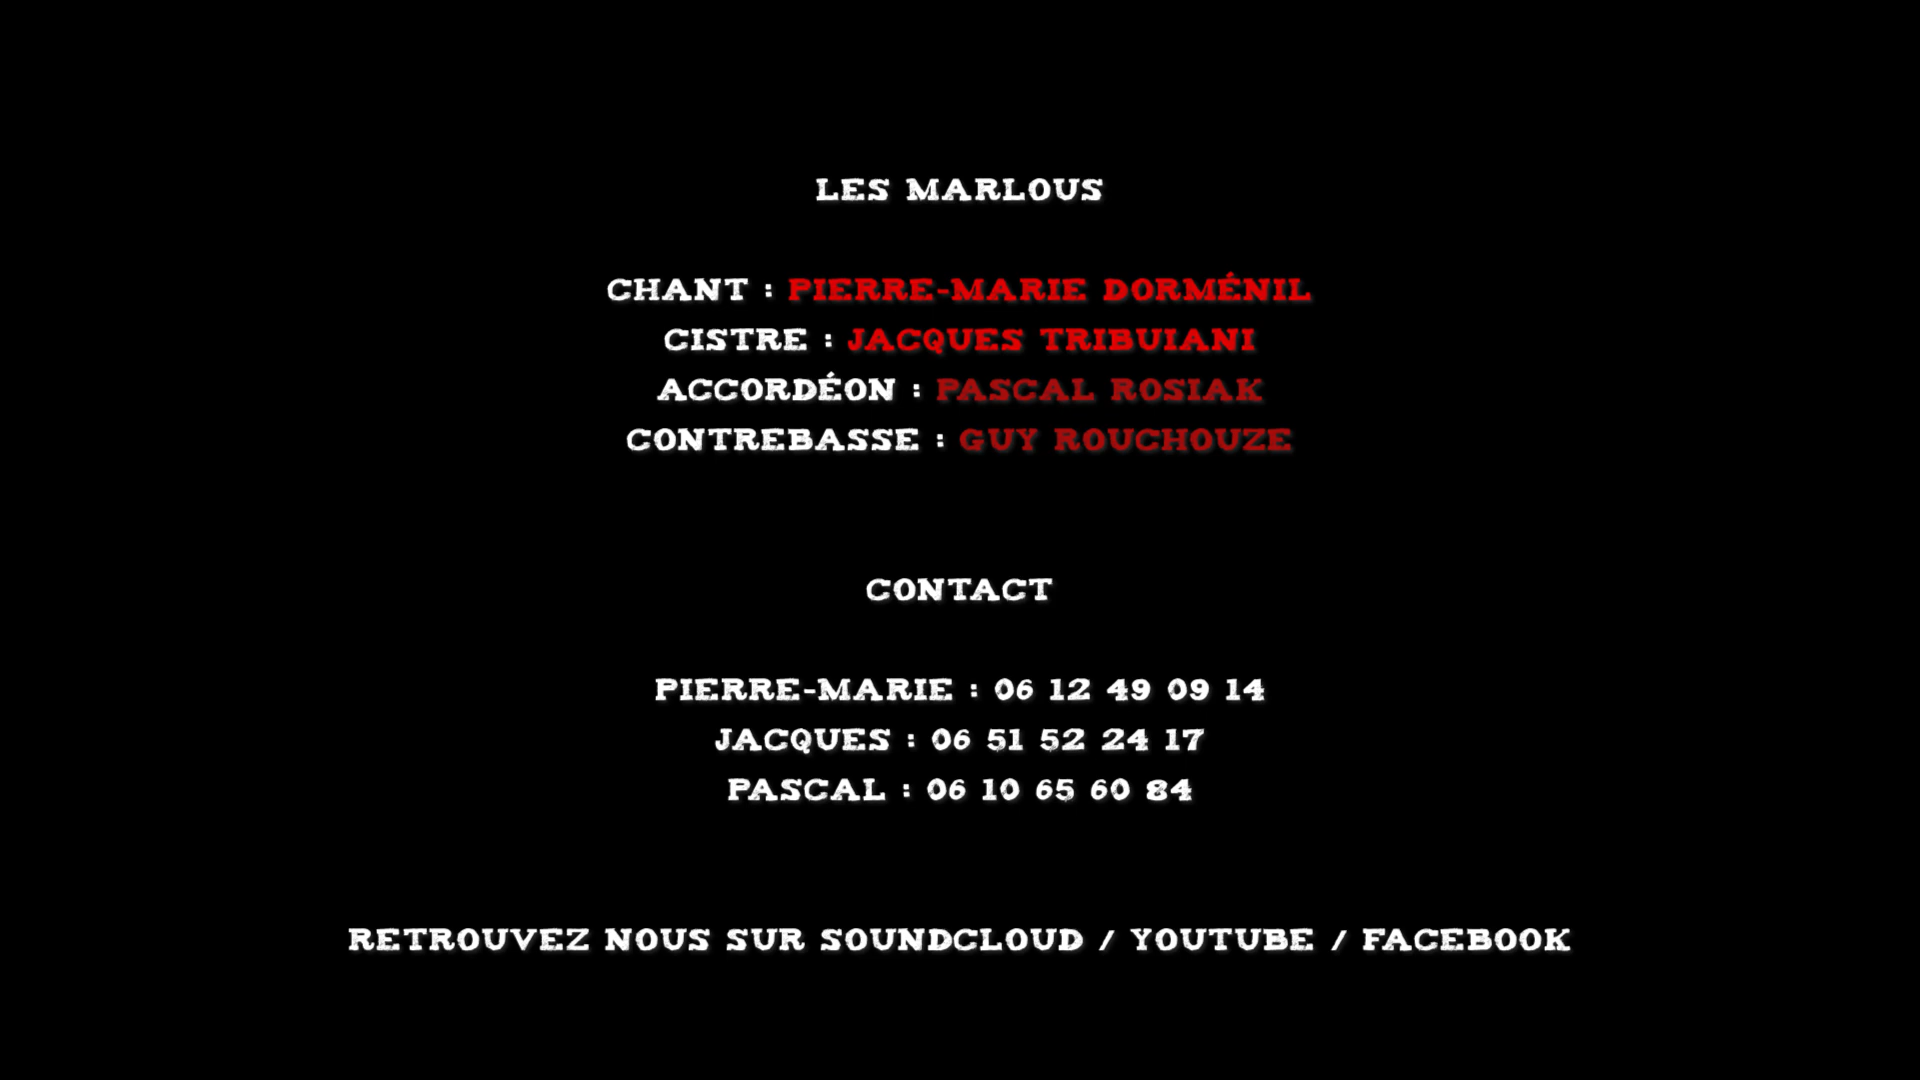 LES MARLOUS
CHANT : PIERRE-MARIE DORMÉNIL
CISTRE : JACQUES TRIBUIANI
ACCORDÉON : PASCAL ROSIAK
CONTREBASSE : GUY ROUCHOUZE
CONTACT
PIERRE-MARIE : 06 12 49 09 14
JACQUES : 06 51 52 24 17
PASCAL : 06 10 65 60 84
RETROUVEZ NOUS SUR SOUNDCLOUD / YOUTUBE / FACEBOOK